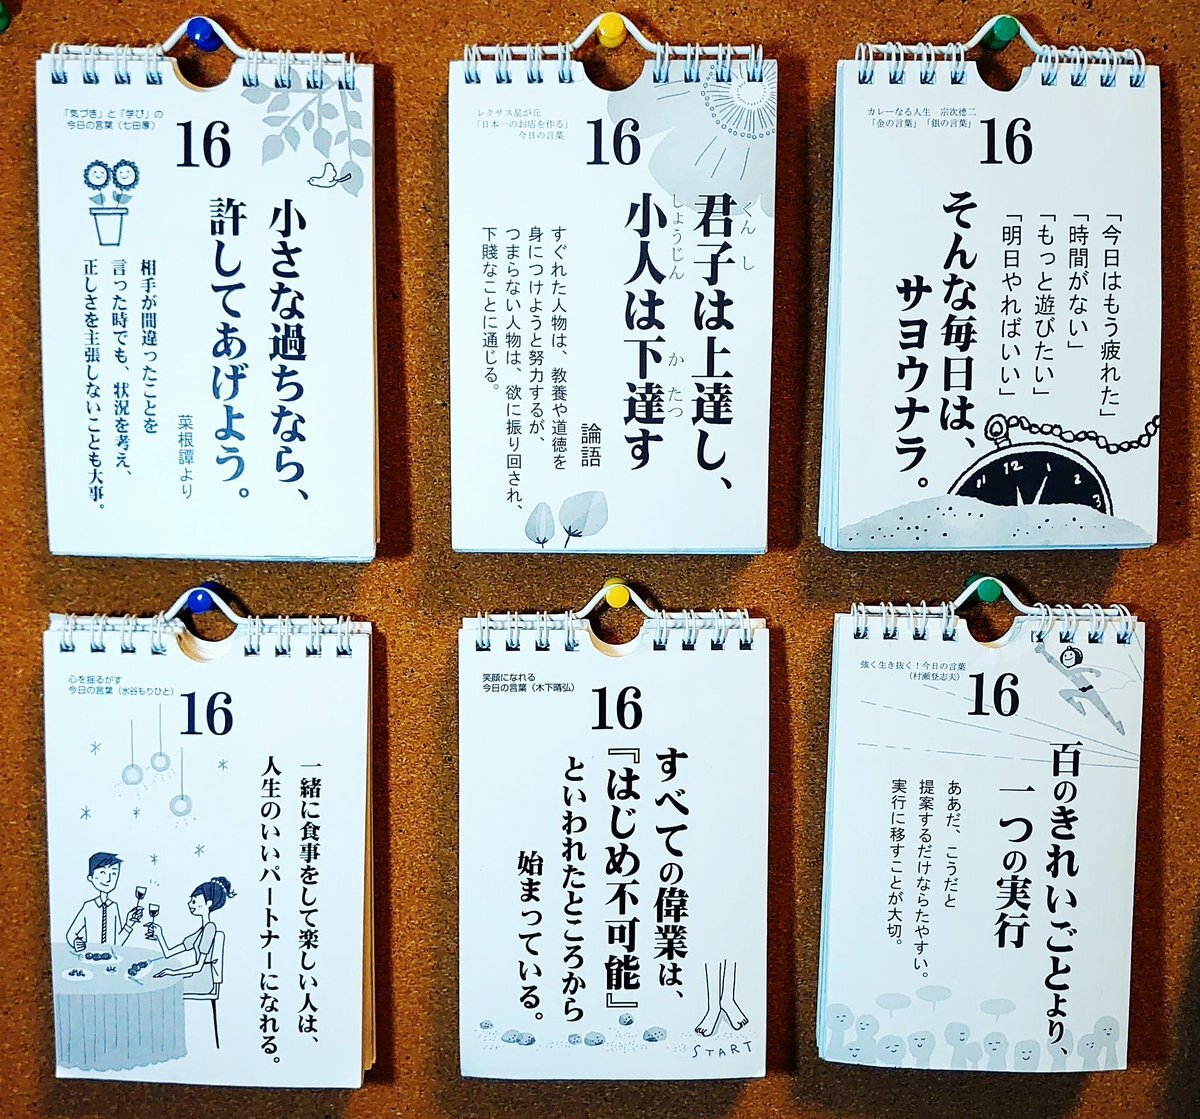 「気づき」と「学び」の
今日の言葉(七田厚)
16
小さな過ちなら、
許してあげよう。
菜根譚より
相手が間違ったことを
言った時でも、状況を考え、
正しさを主張しないことも大事。
レクサス星が丘
「日本一のお店を作る」
今日の言葉
16
君子は上達し、
くんし
小人は下達す
しょうじん
かたつ
論語
すぐれた人物は、教養や道徳を
身につけようと努力するが、
つまらない人物は、欲に振り回され、
下賤なことに通じる。
カレーなる人生 宗次徳二
「金の言葉」「銀の言葉」
16
「今日はもう疲れた」
「時間がない」
「もっと遊びたい」
「明日やればいい」
そんな毎日は、
サヨウナラ。
11 12 1 2 3
心を揺るがす
今日の言葉(水谷もりひと)
16
一緒に食事をして楽しい人は、
人生のいいパートナーになれる。
笑顔になれる
今日の言葉(木下晴弘)
16
すべての偉業は、
『はじめ不可能』
といわれたところから
始まっている。
START
強く生き抜く!今日の言葉
(村瀬登志夫)
16
百のきれいごとより、
一つの実行
ああだ、こうだと
提案するだけならたやすい。
実行に移すことが大切。